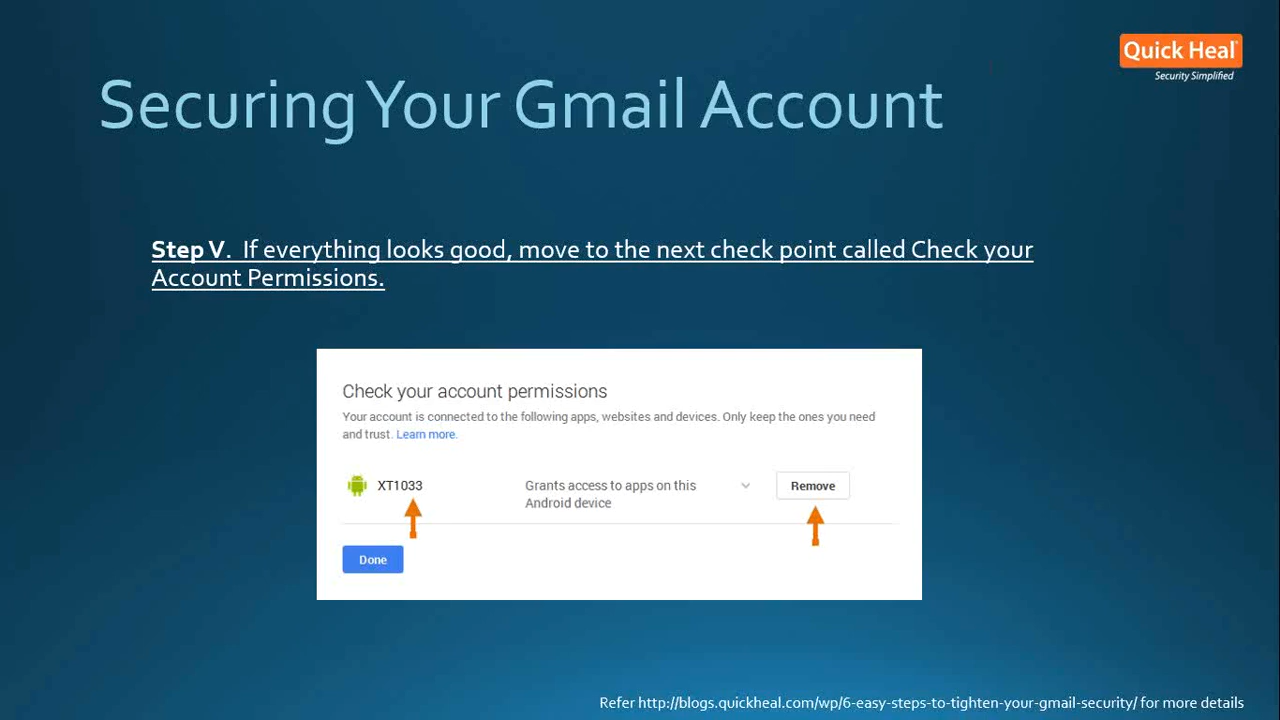 Quick Heal
Security Simplified
Securing Your Gmail Account
Step V. If everything looks good, move to the next check point called Check your
Account Permissions.
Check your account permissions
Your account is connected to the following apps, websites and devices. Only keep the ones you need
and trust. Learn more.
XT1033 Grants access to apps on this Remove
Android device
Done
Refer http://blogs.quickheal.com/wp/6-easy-steps-to-tighten-your-gmail-security/ for more details